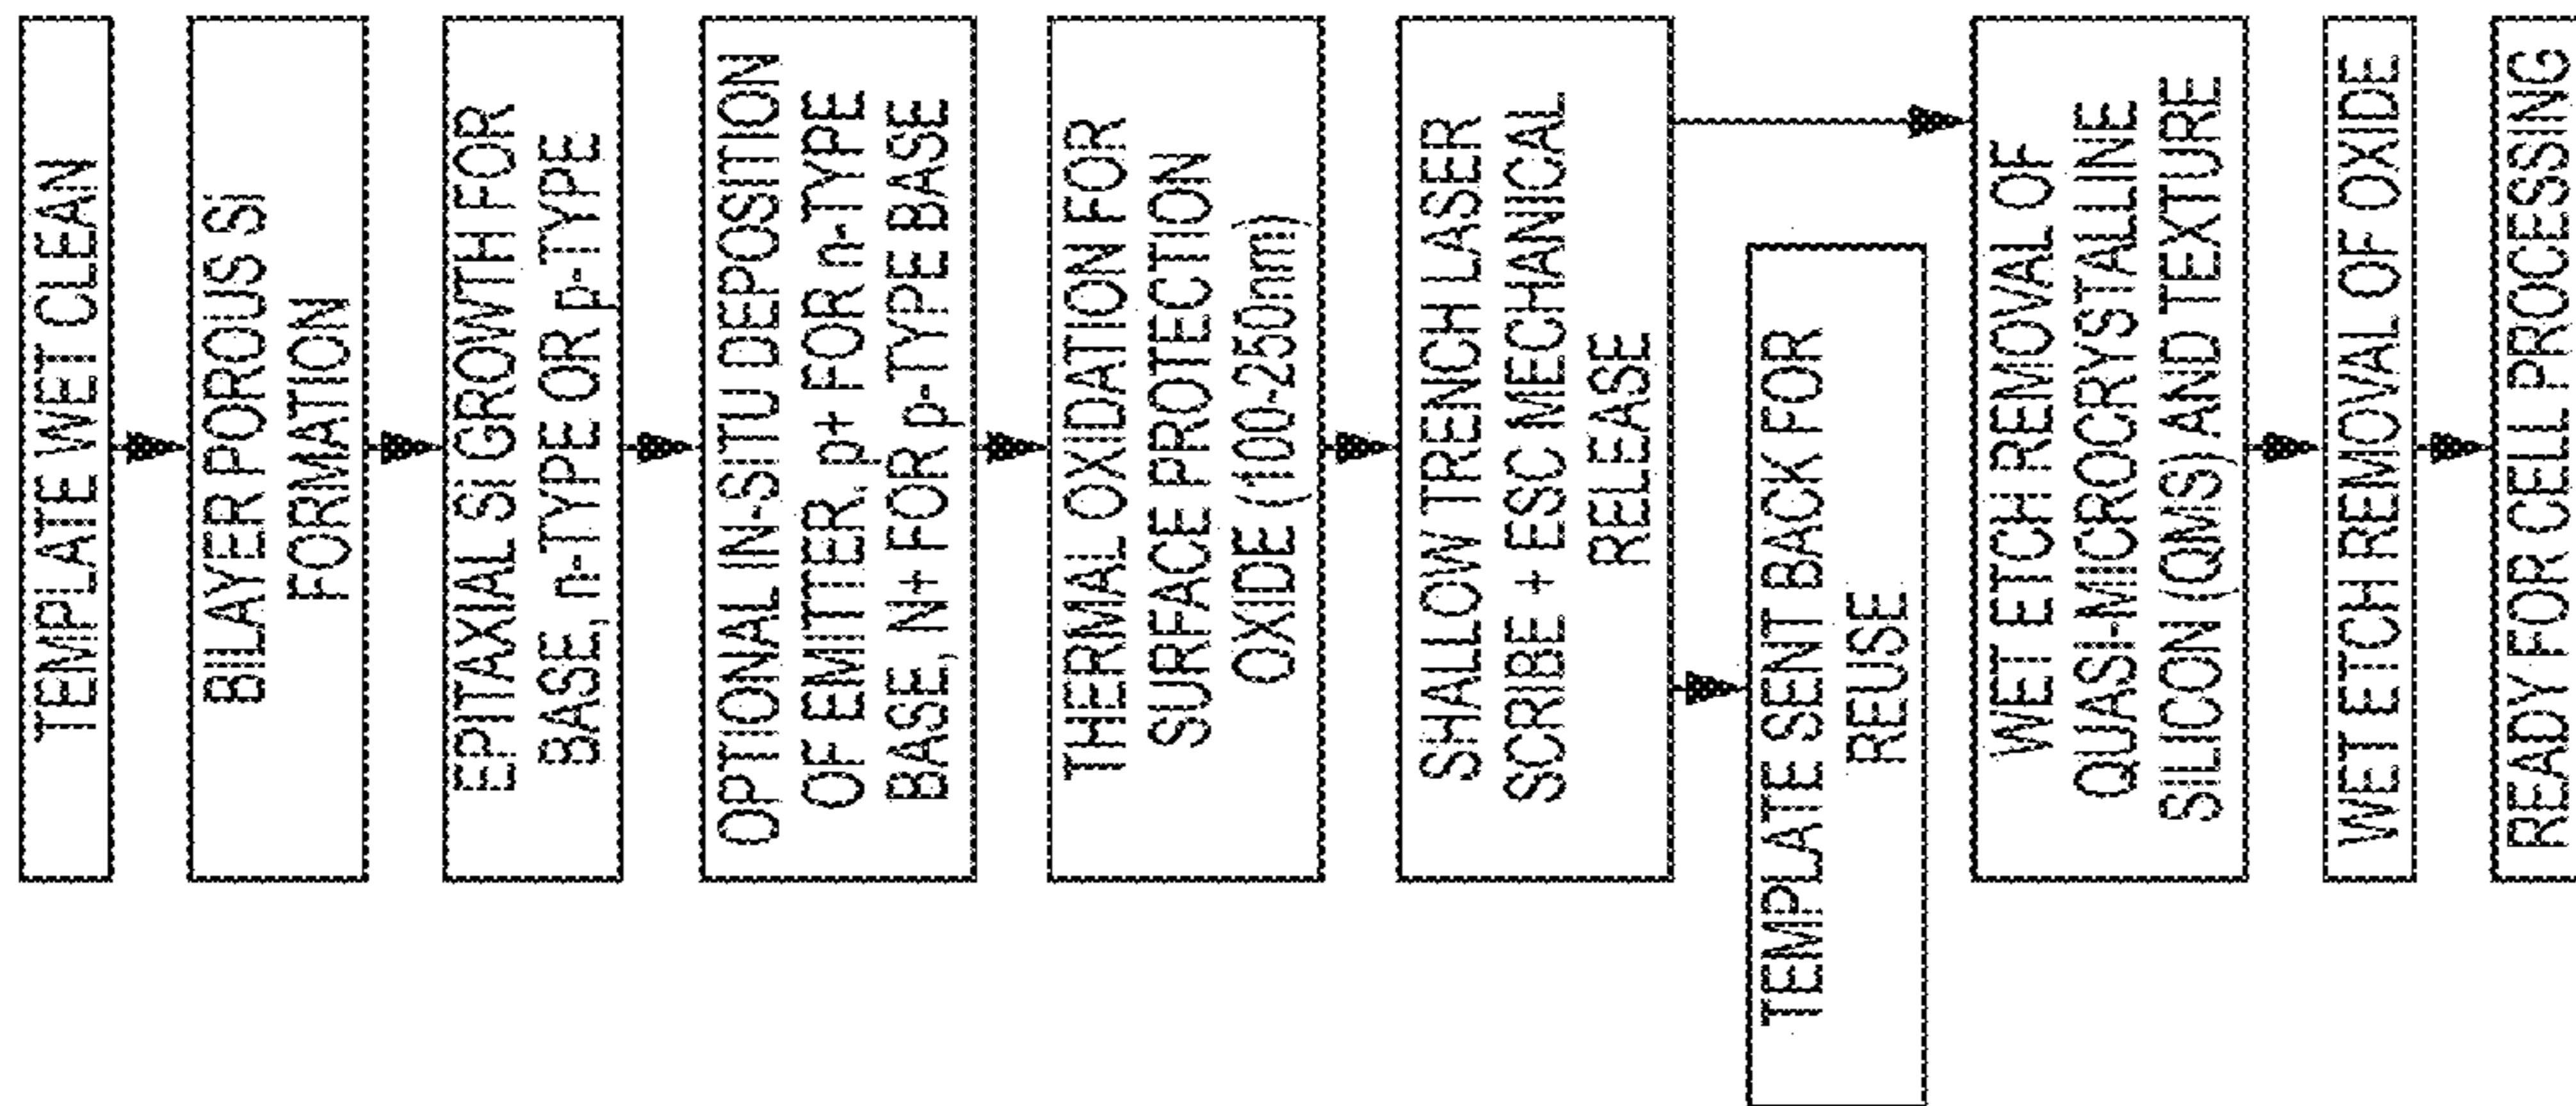 TEMPLATE WET CLEAN
BILAYER POROUS Si
FORMATION
EPITAXIAL Si GROWTH FOR
BASE, n-TYPE OR p-TYPE
OPTIONAL IN-SITU DEPOSITION
OF EMITTER, p+ FOR n-TYPE
BASE, N+ FOR p-TYPE BASE
THERMAL OXIDATION FOR
SURFACE PROTECTION
OXIDE (100-250nm)
SHALLOW TRENCH LASER
SCRIBE + ESC MECHANICAL
RELEASE
TEMPLATE SENT BACK FOR
REUSE
WET ETCH REMOVAL OF
QUASI-MICROCRYSTALLINE
SILICON (QMS) AND TEXTURE
WET ETCH REMOVAL OF OXIDE
READY FOR CELL PROCESSING